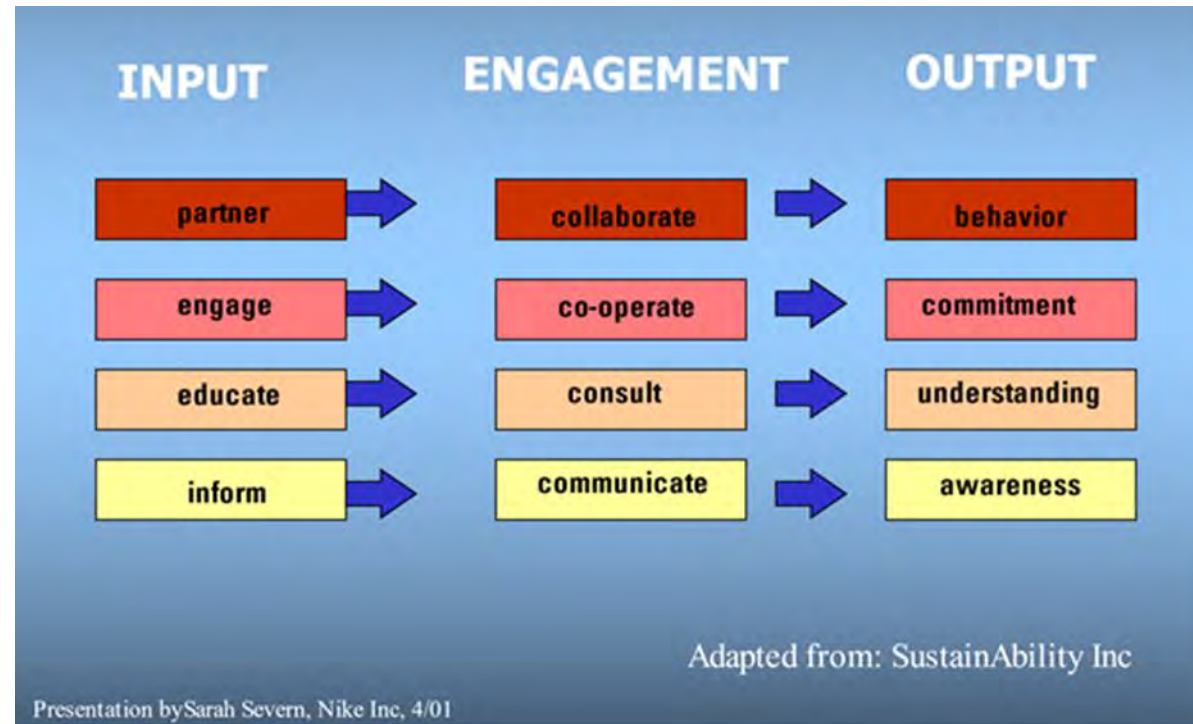 INPUT ENGAGEMENT OUTPUT
partner collaborate behavior
engage co-operate commitment
educate consult understanding
inform communicate awareness
Adapted from: SustainAbility Inc
Presentation bySarah Severn, Nike Inc, 4/01